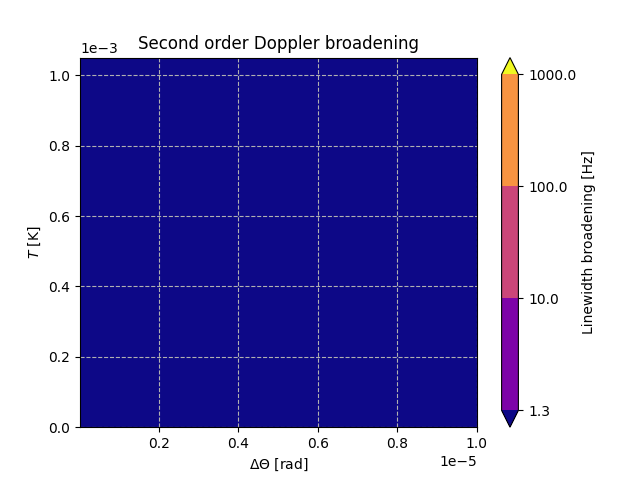 Second order Doppler broadening
1e−3
1.0
0.8
0.6
0.4
0.2
0.0
T [K]
0.2 0.4 0.6 0.8 1.0
1e−5
ΔΘ [rad]
1000.0
100.0
10.0
1.3
Linewidth broadening [Hz]